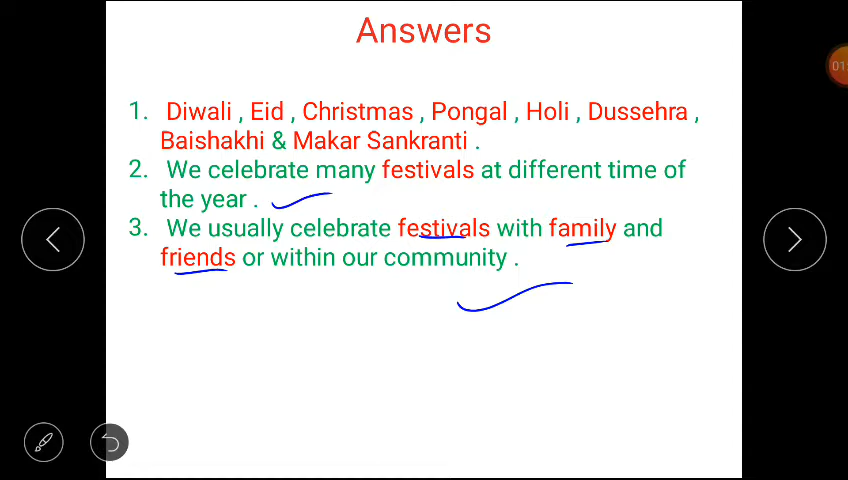 Answers
1. Diwali , Eid , Christmas , Pongal , Holi , Dussehra ,
Baishakhi & Makar Sankranti .
2. We celebrate many festivals at different time of
the year .
3. We usually celebrate festivals with family and
friends or within our community .